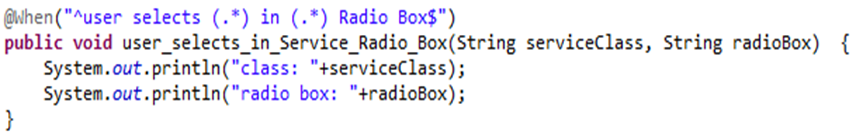 @When("^user selects (.*) in (.*) Radio Box$")
public void user_selects_in_Service_Radio_Box(String serviceClass, String radioBox)  {
    System.out.println("class: "+serviceClass);
    System.out.println("radio box: "+radioBox);
}